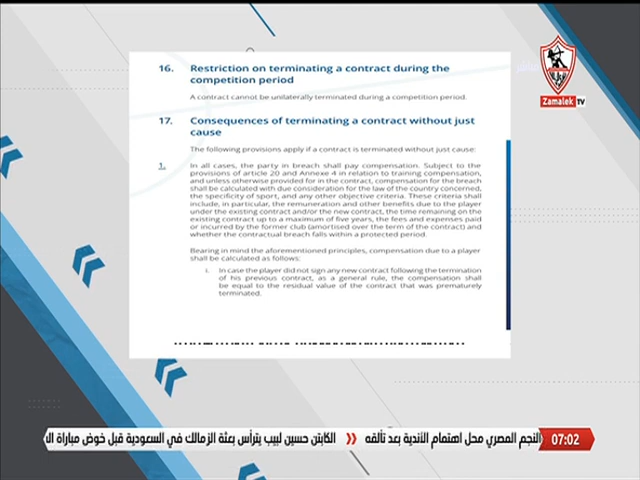 16. Restriction on terminating a contract during the
competition period
A contract cannot be unilaterally terminated during a competition period.
17. Consequences of terminating a contract without just
cause
The following provisions apply if a contract is terminated without just cause:
1. In all cases, the party in breach shall pay compensation. Subject to the
provisions of article 20 and Annexe 4 in relation to training compensation,
and unless otherwise provided for in the contract, compensation for the breach
shall be calculated with due consideration for the law of the country concerned,
the specificity of sport, and any other objective criteria. These criteria shall
include, in particular, the remuneration and other benefits due to the player
under the existing contract and/or the new contract, the time remaining on the
existing contract up to a maximum of five years, the fees and expenses paid
or incurred by the former club (amortised over the term of the contract) and
whether the contractual breach falls within a protected period.
Bearing in mind the aforementioned principles, compensation due to a player
shall be calculated as follows:
i. In case the player did not sign any new contract following the termination
of his previous contract, as a general rule, the compensation shall
be equal to the residual value of the contract that was prematurely
terminated.
Zamalek TV
النجم المصري محل اهتمام الأندية بعد تألقه الكابتن حسين لبيب يترأس بعثة الزمالك في السعودية قبل خوض مباراة 07:02